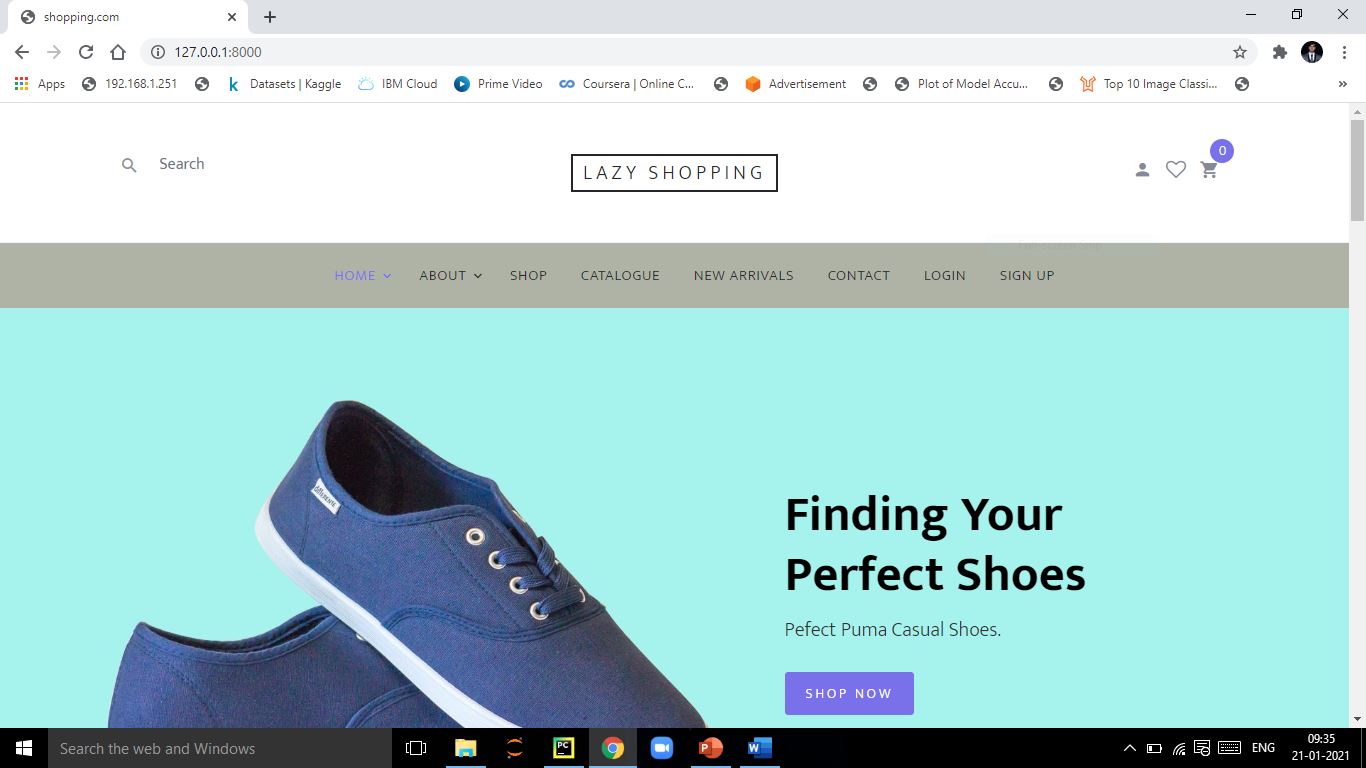 shopping.com
127.0.0.1:8000
Apps 192.168.1.251 Datasets | Kaggle IBM Cloud Prime Video Coursera | Online C... Advertisement Plot of Model Accu... Top 10 Image Classi... »
Search
LAZY SHOPPING
0
HOME ABOUT SHOP CATALOGUE NEW ARRIVALS CONTACT LOGIN SIGN UP
Finding Your
Perfect Shoes
Pefect Puma Casual Shoes.
SHOP NOW
Search the web and Windows
PC
P
W
ENG
09:35
21-01-2021